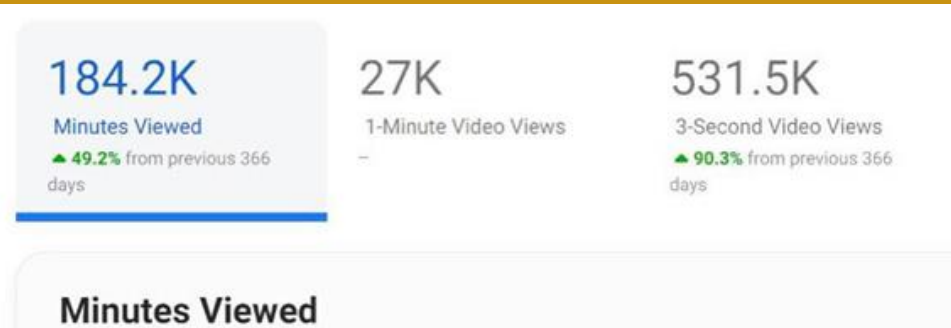 184.2K
Minutes Viewed
49.2% from previous 366
days
27K
1-Minute Video Views
–
531.5K
3-Second Video Views
90.3% from previous 366
days
Minutes Viewed